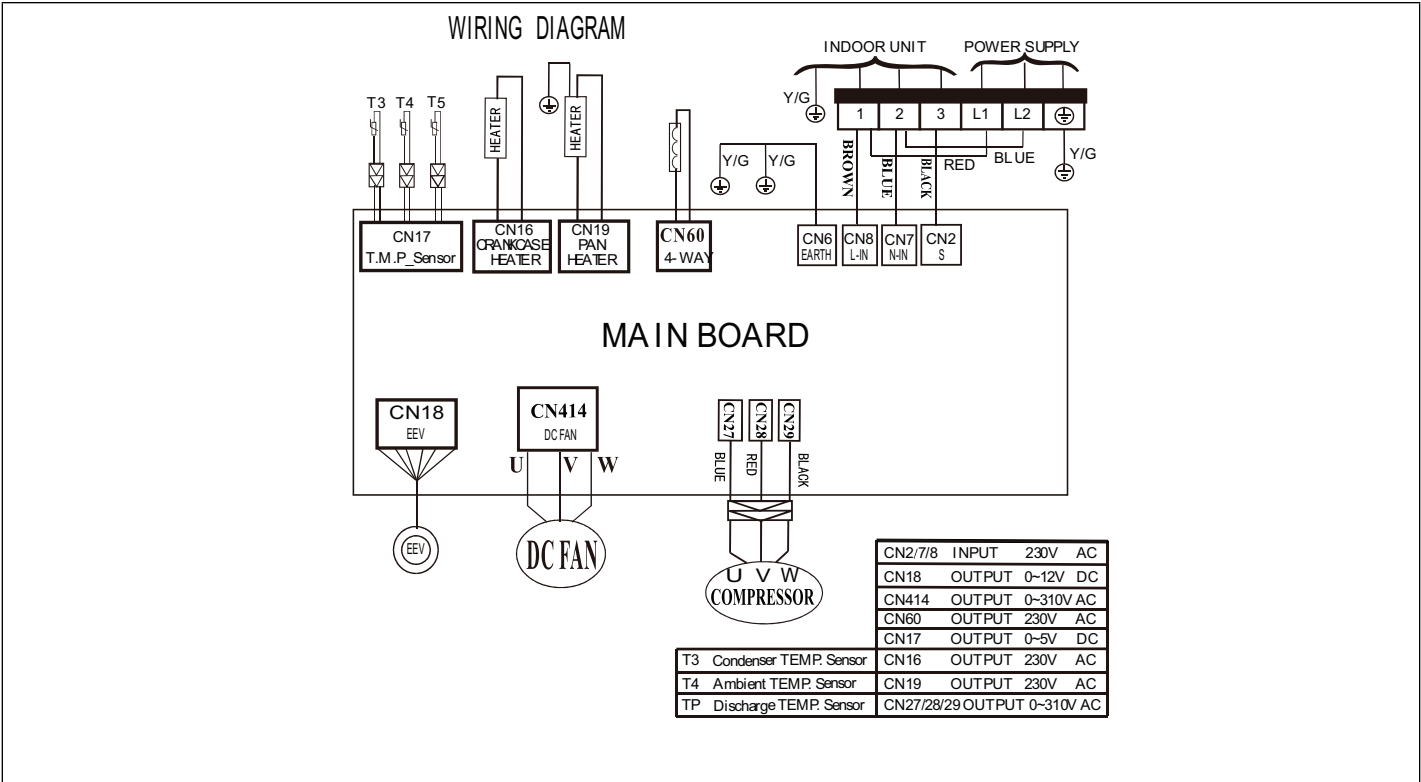 WIRING DIAGRAM
INDOOR UNIT POWER SUPPLY
T3 T4 T5
HEATER
HEATER
Y/G
1 2 3 L1 L2
Y/G Y/G
BROWN
BLUE
BLACK
RED
BLUE
Y/G
CN17
T.M.P_Sensor
CN16
CRANKCASE
HEATER
CN19
PAN
HEATER
CN60
4-WAY
CN6
EARTH
CN8
L-IN
CN7
N-IN
CN2
S
MAIN BOARD
CN18
EEV
CN414
DC FAN
U V W
CN27
CN28
CN29
BLUE
RED
BLACK
EEV
DC FAN
U V W
COMPRESSOR
CN2/7/8 INPUT 230V AC
CN18 OUTPUT 0~12V DC
CN414 OUTPUT 0~310V AC
CN60 OUTPUT 230V AC
CN17 OUTPUT 0~5V DC
T3 Condenser TEMP. Sensor CN16 OUTPUT 230V AC
T4 Ambient TEMP. Sensor CN19 OUTPUT 230V AC
TP Discharge TEMP. Sensor CN27/28/29 OUTPUT 0~310V AC